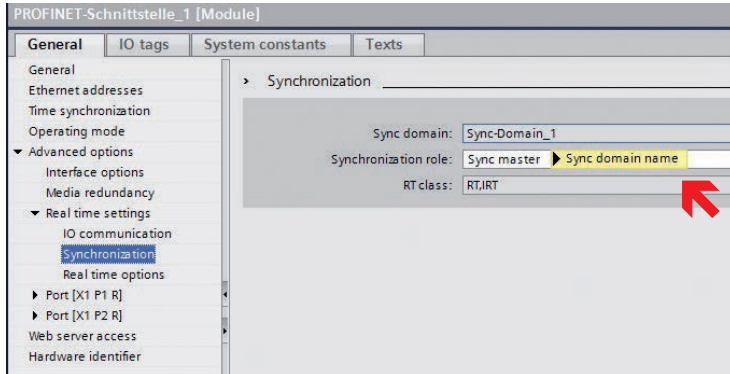 PROFINET-Schnittstelle_1 [Module]
General IO tags System constants Texts
General
Ethernet addresses
Time synchronization
Operating mode
Advanced options
Interface options
Media redundancy
Real time settings
IO communication
Synchronization
Real time options
Port [X1 P1 R]
Port [X1 P2 R]
Web server access
Hardware identifier
Synchronization
Sync domain: Sync-Domain_1
Synchronization role: Sync master Sync domain name
RT class: RT,IRT